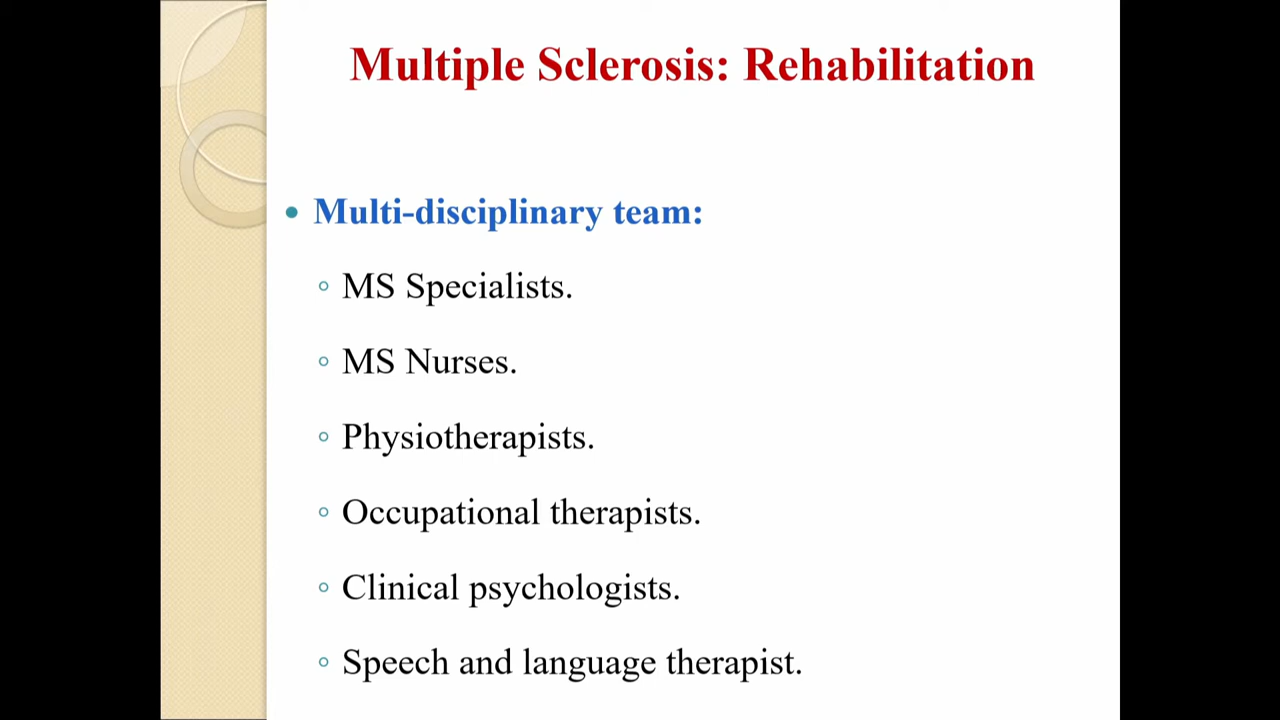 Multiple Sclerosis: Rehabilitation
• Multi-disciplinary team:
◦ MS Specialists.
◦ MS Nurses.
◦ Physiotherapists.
◦ Occupational therapists.
◦ Clinical psychologists.
◦ Speech and language therapist.